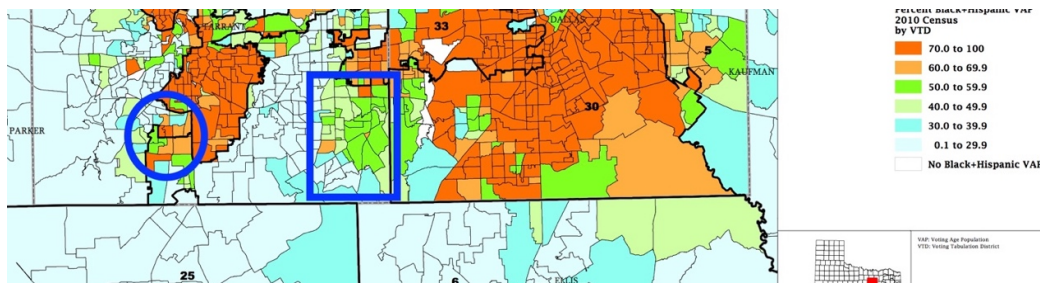 Percent Black+Hispanic VAP
2010 Census
by VTD
70.0 to 100
60.0 to 69.9
50.0 to 59.9
40.0 to 49.9
30.0 to 39.9
0.1 to 29.9
No Black+Hispanic VAP
TARRANT
33
DALLAS
5
KAUFMAN
30
PARKER
25
6
ELLIS
VAP: Voting Age Population
VTD: Voting Tabulation District